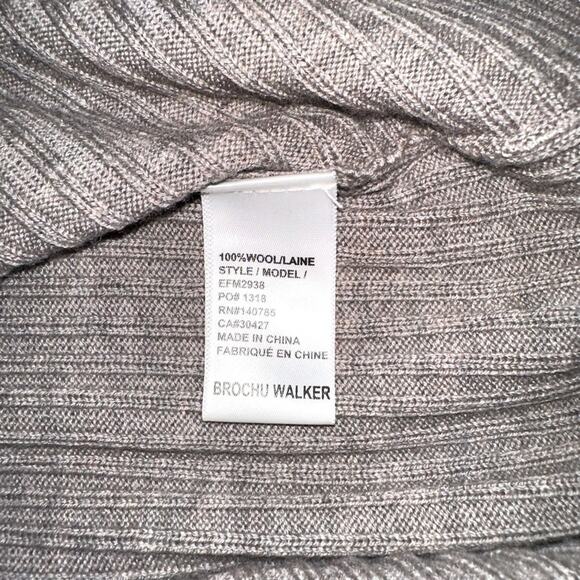 100%WOOL/LAINE
STYLE / MODEL /
EFM2938
PO# 1318
RN#140785
CA#30427
MADE IN CHINA
FABRIQUÉ EN CHINE
BROCHU WALKER